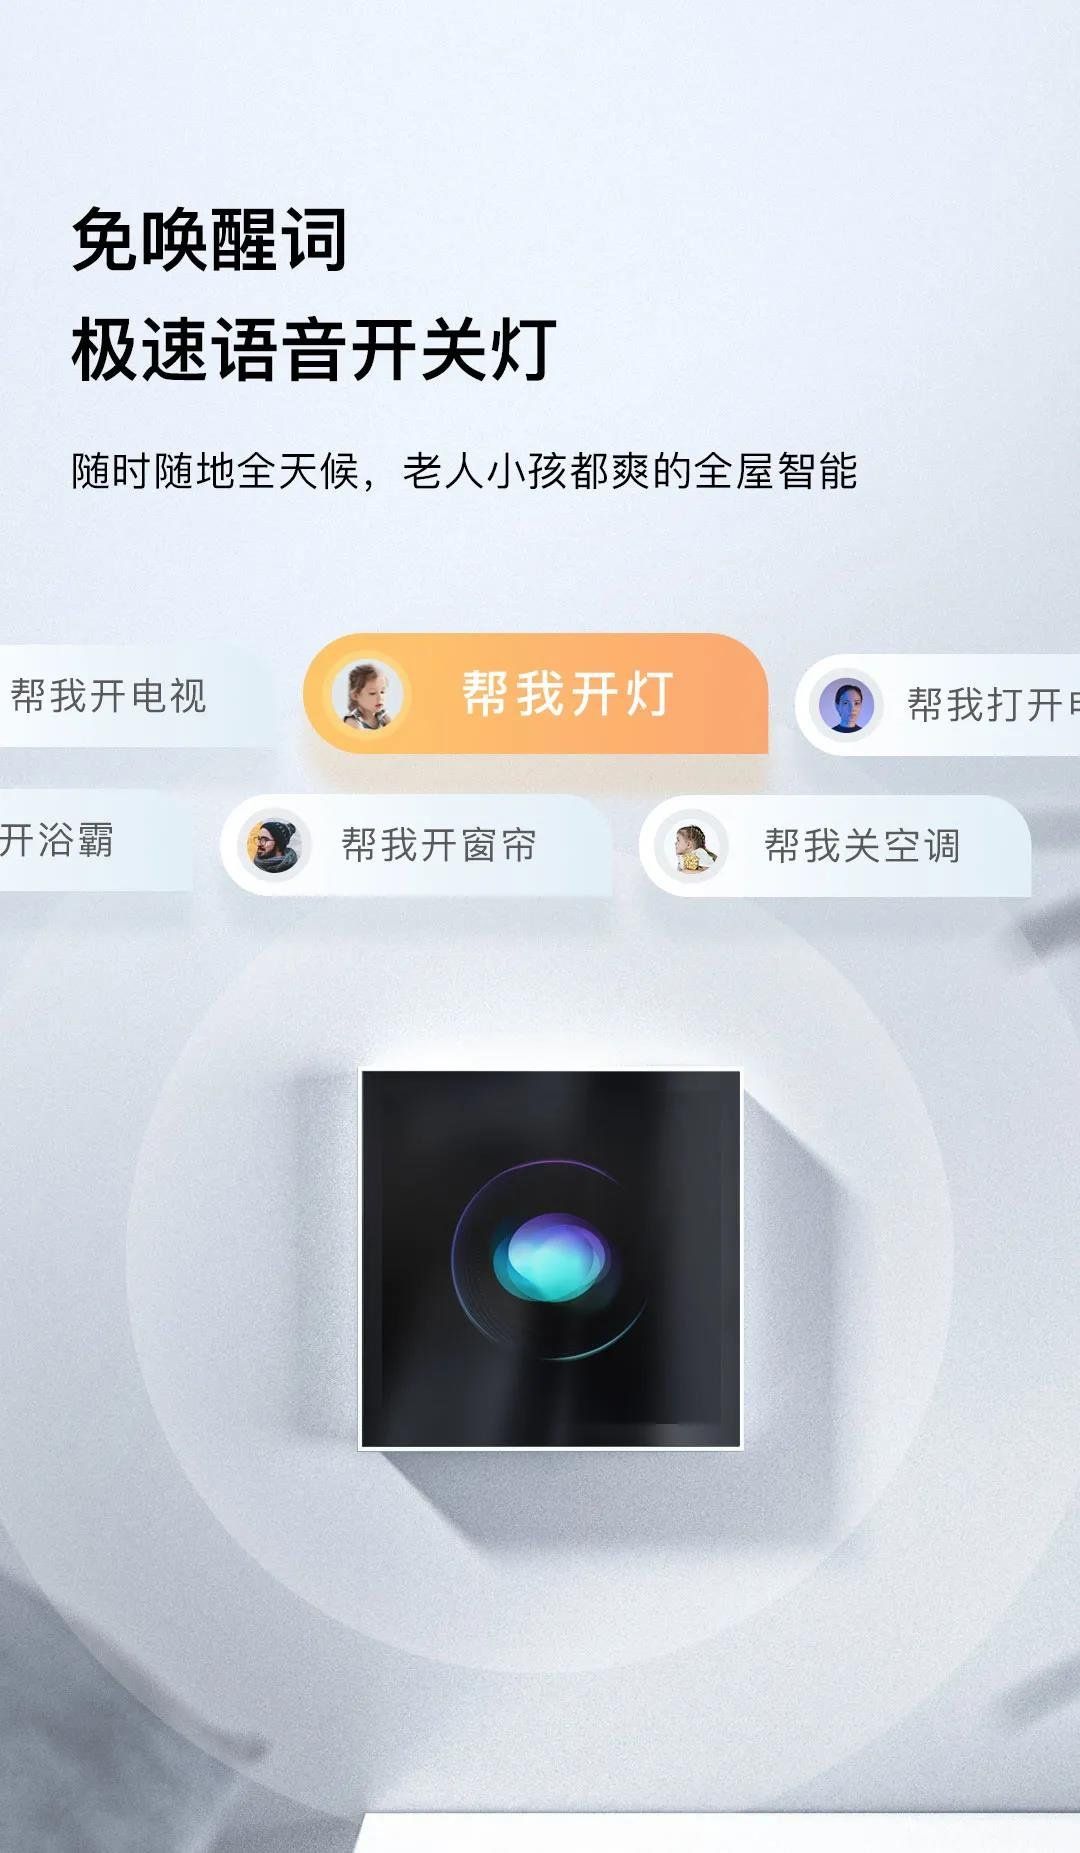 免唤醒词
极速语音开关灯
随时随地全天候，老人小孩都爽的全屋智能
帮我开电视
帮我开灯
帮我打开
开浴霸
帮我开窗帘
帮我关空调